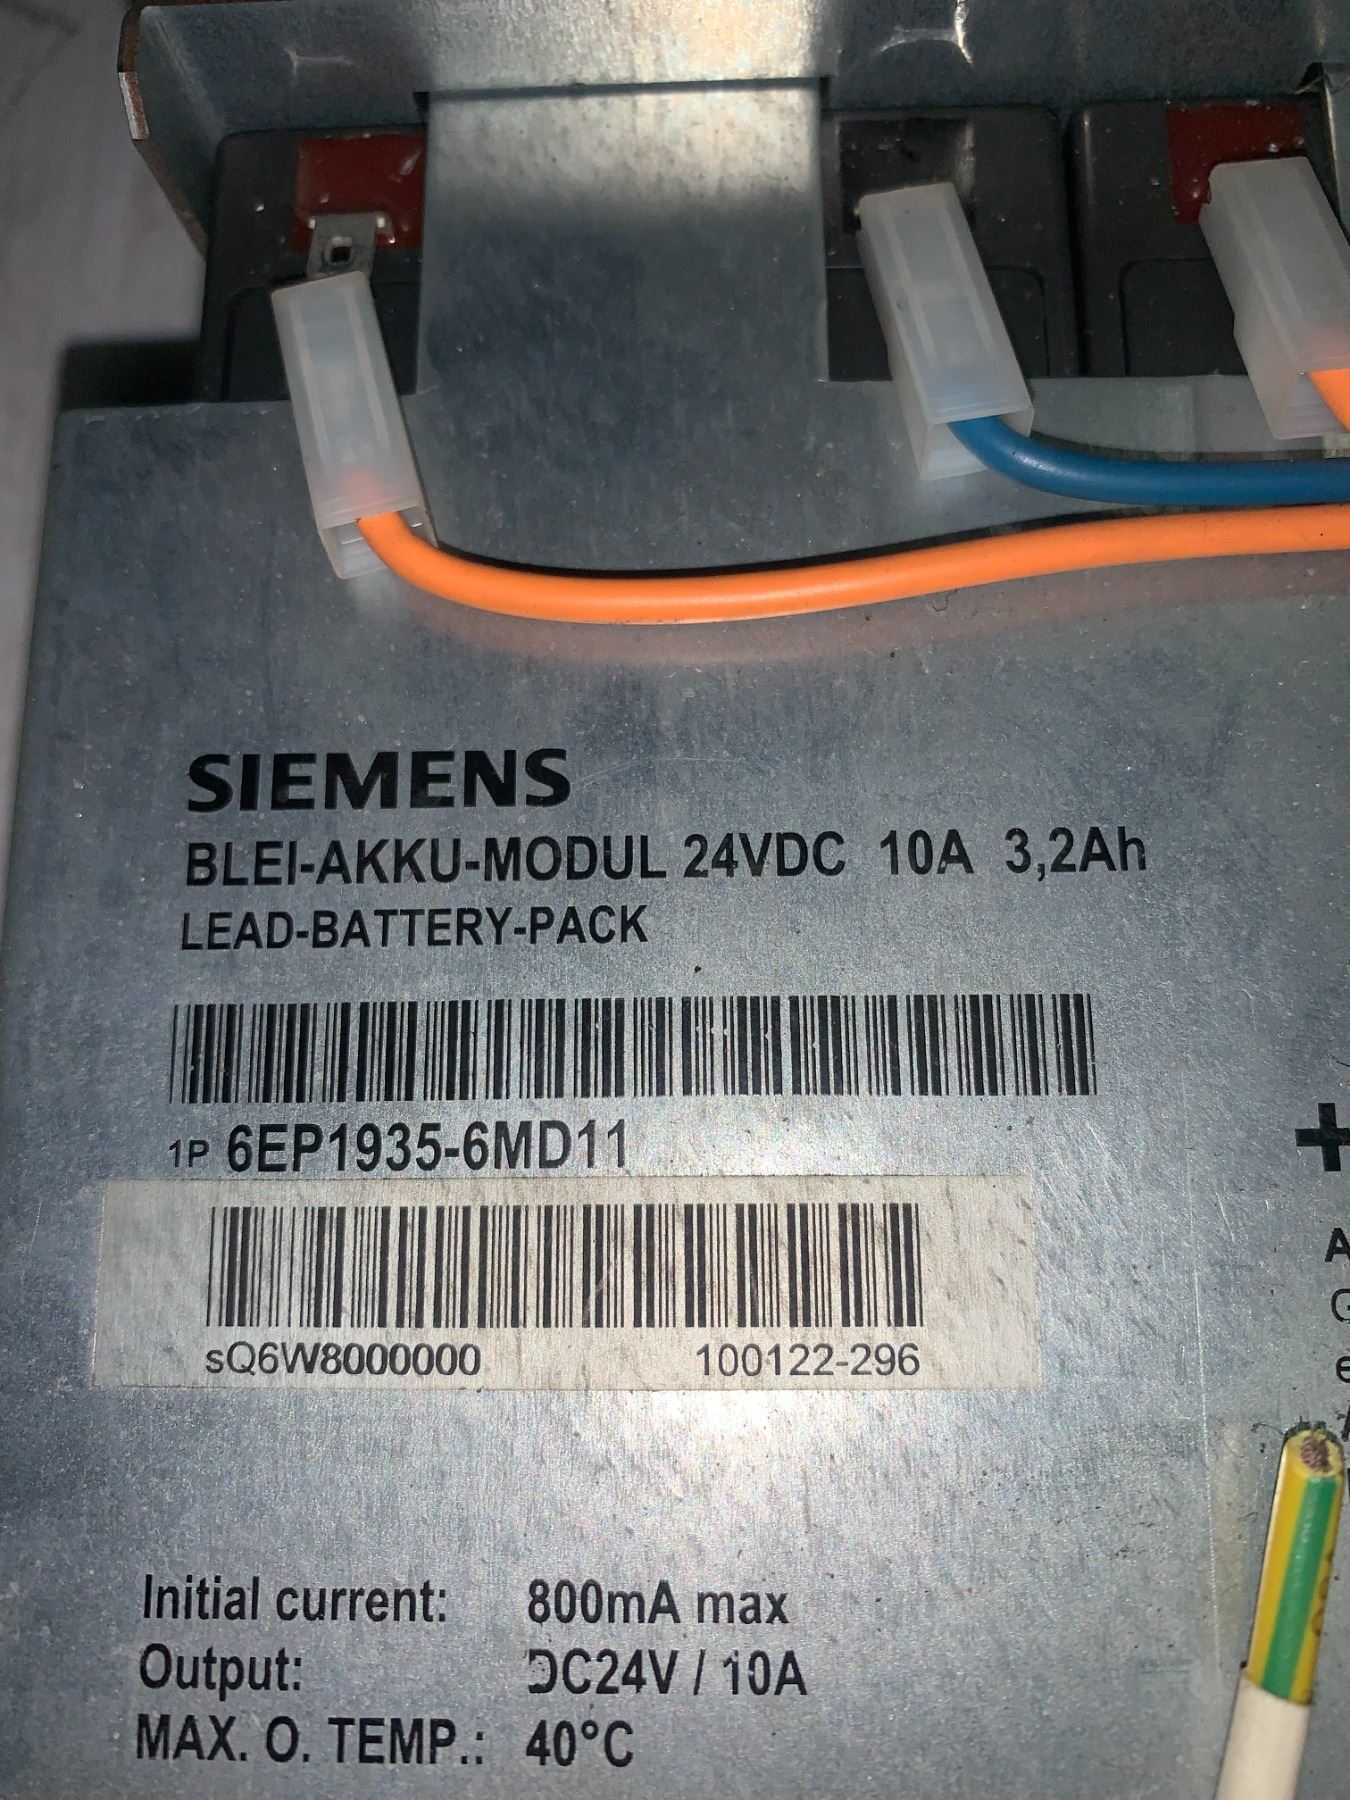 SIEMENS
BLEI-AKKU-MODUL 24VDC 10A 3,2Ah
LEAD-BATTERY-PACK
1P 6EP1935-6MD11
sQ6W8000000 100122-296
Initial current: 800mA max
Output: DC24V / 10A
MAX. O. TEMP.: 40°C
+